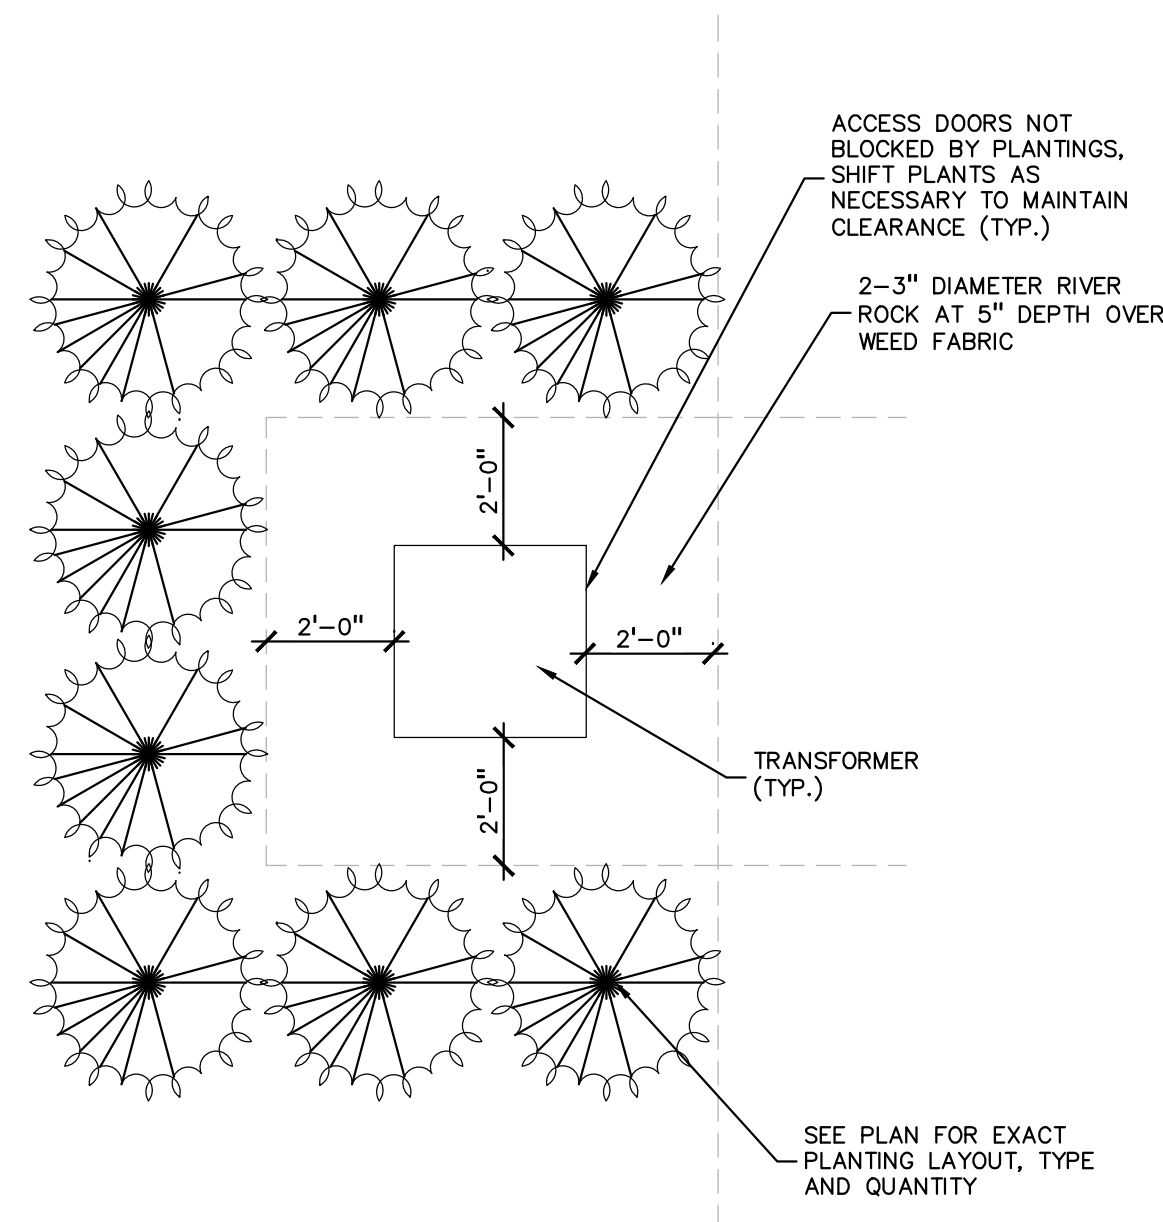 ACCESS DOORS NOT
BLOCKED BY PLANTINGS,
SHIFT PLANTS AS
NECESSARY TO MAINTAIN
CLEARANCE (TYP.)
2-3" DIAMETER RIVER
ROCK AT 5" DEPTH OVER
WEED FABRIC
2'-0"
2'-0"
2'-0"
2'-0"
TRANSFORMER
(TYP.)
SEE PLAN FOR EXACT
PLANTING LAYOUT, TYPE
AND QUANTITY